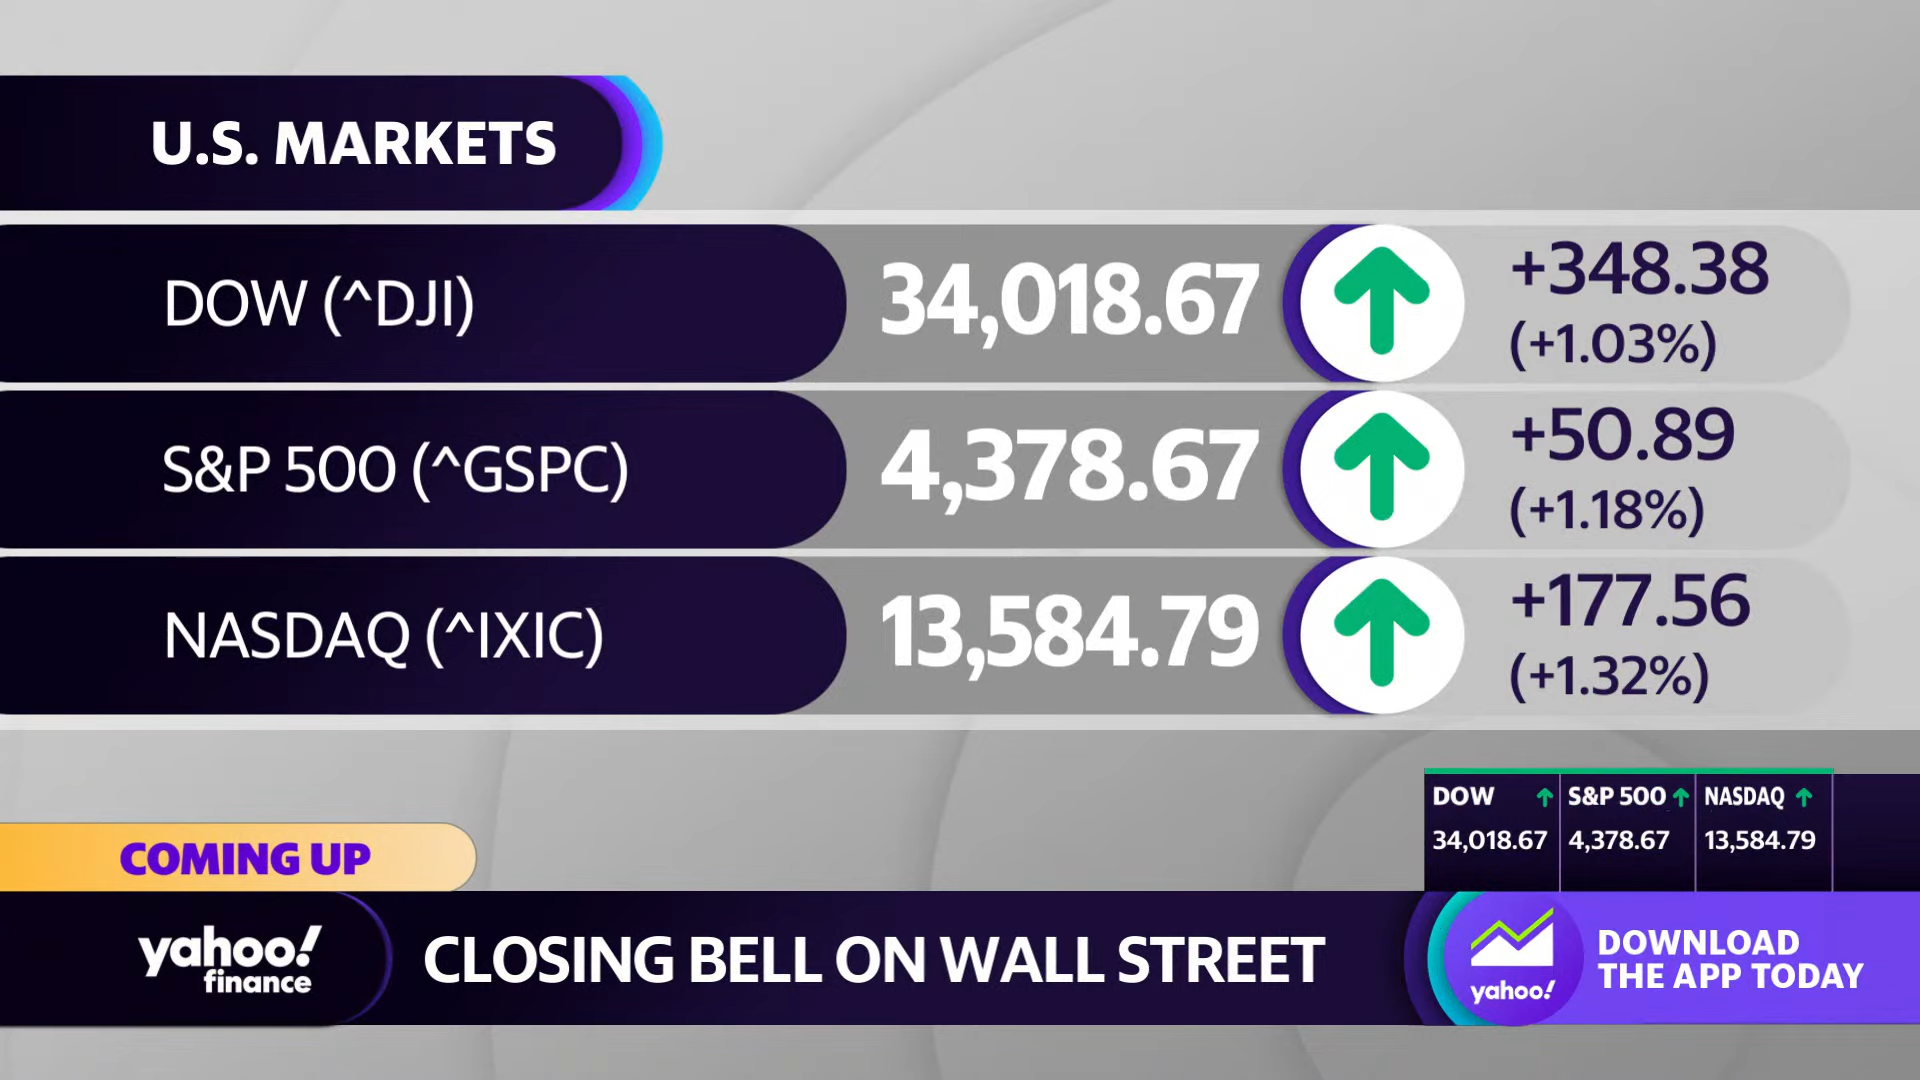 U.S. MARKETS
DOW (^DJI)
34,018.67
+348.38
(+1.03%)
S&P 500 (^GSPC)
4,378.67
+50.89
(+1.18%)
NASDAQ (^IXIC)
13,584.79
+177.56
(+1.32%)
DOW
S&P 500
NASDAQ
34,018.67
4,378.67
13,584.79
COMING UP
yahoo!
finance
CLOSING BELL ON WALL STREET
yahoo!
DOWNLOAD
THE APP TODAY